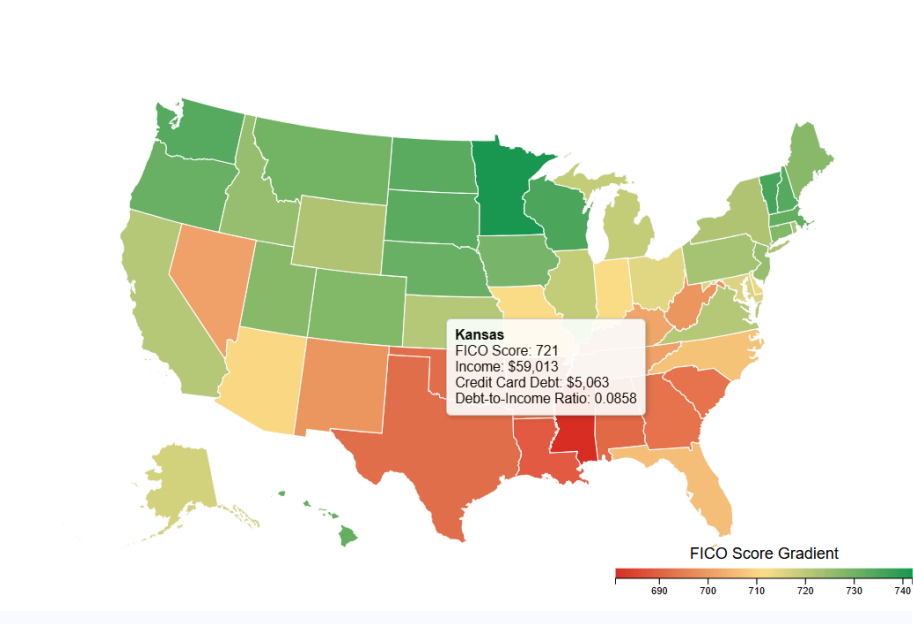 Kansas
FICO Score: 721
Income: $59,013
Credit Card Debt: $5,063
Debt-to-Income Ratio: 0.0858
FICO Score Gradient
690 700 710 720 730 740